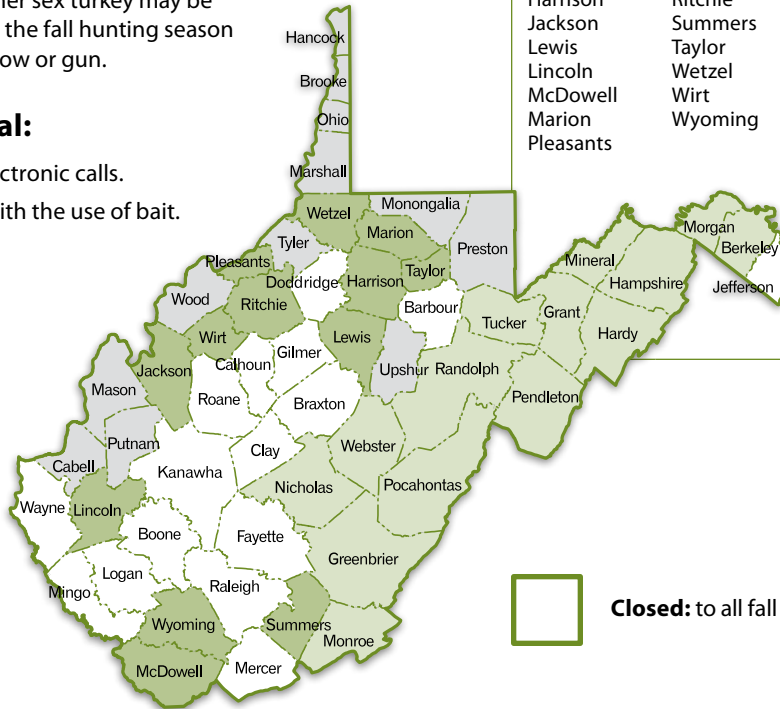 her sex turkey may be
the fall hunting season
ow or gun.
al:
ctronic calls.
ith the use of bait.
Harrison
Jackson
Lewis
Lincoln
McDowell
Marion
Pleasants
Ritchie
Summers
Taylor
Wetzel
Wirt
Wyoming
Hancock
Brooke
Ohio
Marshall
Wetzel
Monongalia
Marion
Preston
Tyler
Pleasants
Doddridge
Harrison
Taylor
Wood
Ritchie
Barbour
Morgan
Berkeley
Mineral
Hampshire
Jefferson
Grant
Hardy
Tucker
Wirt
Lewis
Gilmer
Calhoun
Jackson
Upshur
Randolph
Mason
Roane
Braxton
Pendleton
Putnam
Clay
Webster
Cabell
Kanawha
Nicholas
Pocahontas
Wayne
Lincoln
Boone
Fayette
Greenbrier
Logan
Mingo
Raleigh
Wyoming
Summers
Monroe
McDowell
Mercer
Closed: to all fall